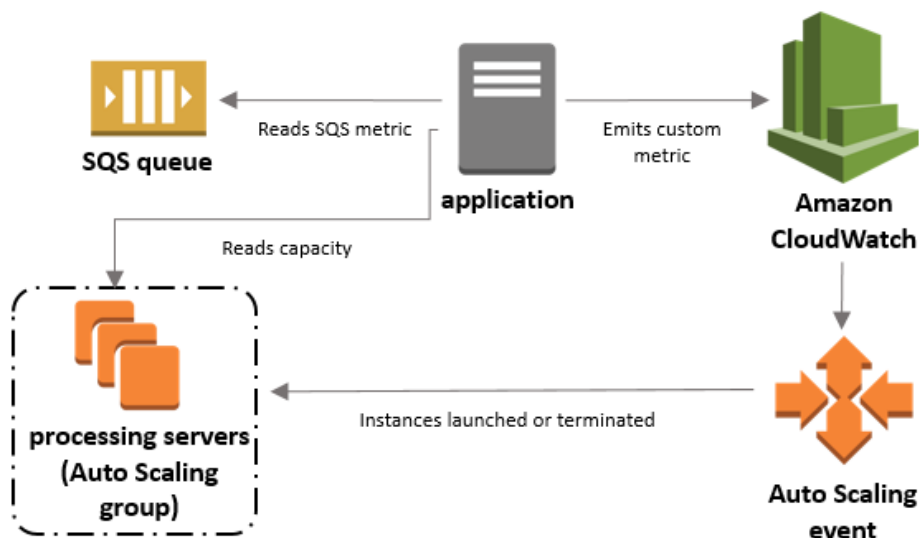 Reads SQS metric
Emits custom
metric
SQS queue
application
Amazon
CloudWatch
Reads capacity
Instances launched or terminated
processing servers
(Auto Scaling
group)
Auto Scaling
event